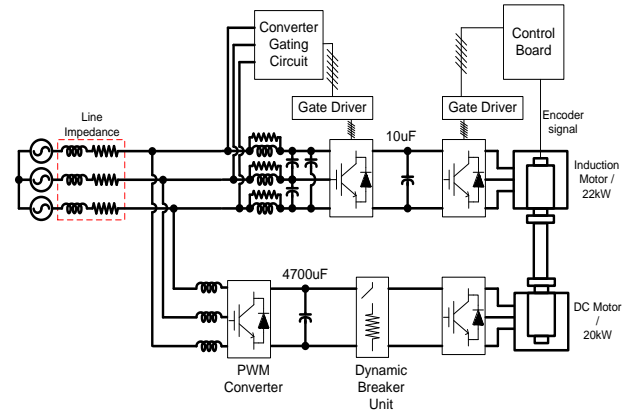 Converter
Gating
Circuit
Control
Board
Gate Driver
Gate Driver
Line
Impedance
10uF
Encoder
signal
Induction
Motor /
22kW
4700uF
DC Motor
/
20kW
PWM
Converter
Dynamic
Breaker
Unit